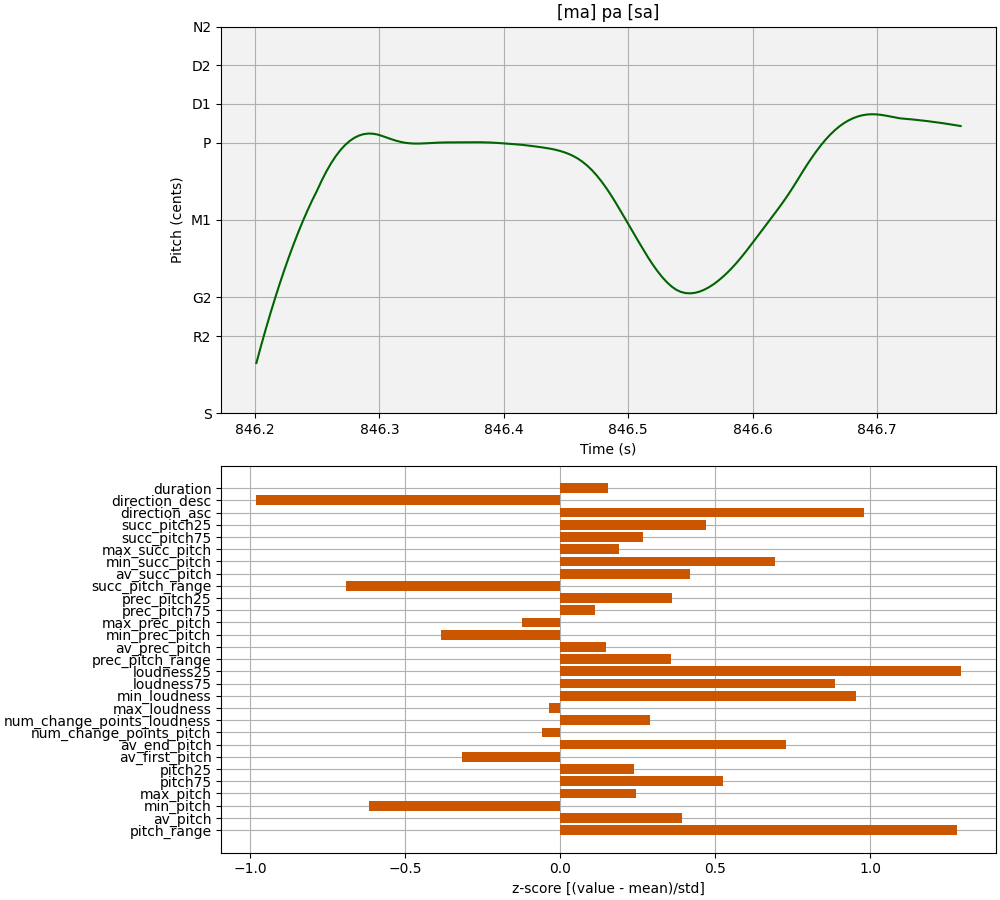 [ma] pa [sa]
N2
D2
D1
P
M1
G2
R2
S
Pitch (cents)
846.2 846.3 846.4 846.5 846.6 846.7
Time (s)
duration
direction_desc
direction_asc
succ_pitch25
succ_pitch75
max_succ_pitch
min_succ_pitch
av_succ_pitch
succ_pitch_range
prec_pitch25
prec_pitch75
max_prec_pitch
min_prec_pitch
av_prec_pitch
prec_pitch_range
loudness25
loudness75
min_loudness
max_loudness
num_change_points_loudness
num_change_points_pitch
av_end_pitch
av_first_pitch
pitch25
pitch75
max_pitch
min_pitch
av_pitch
pitch_range
−1.0 −0.5 0.0 0.5 1.0
z-score [(value - mean)/std]